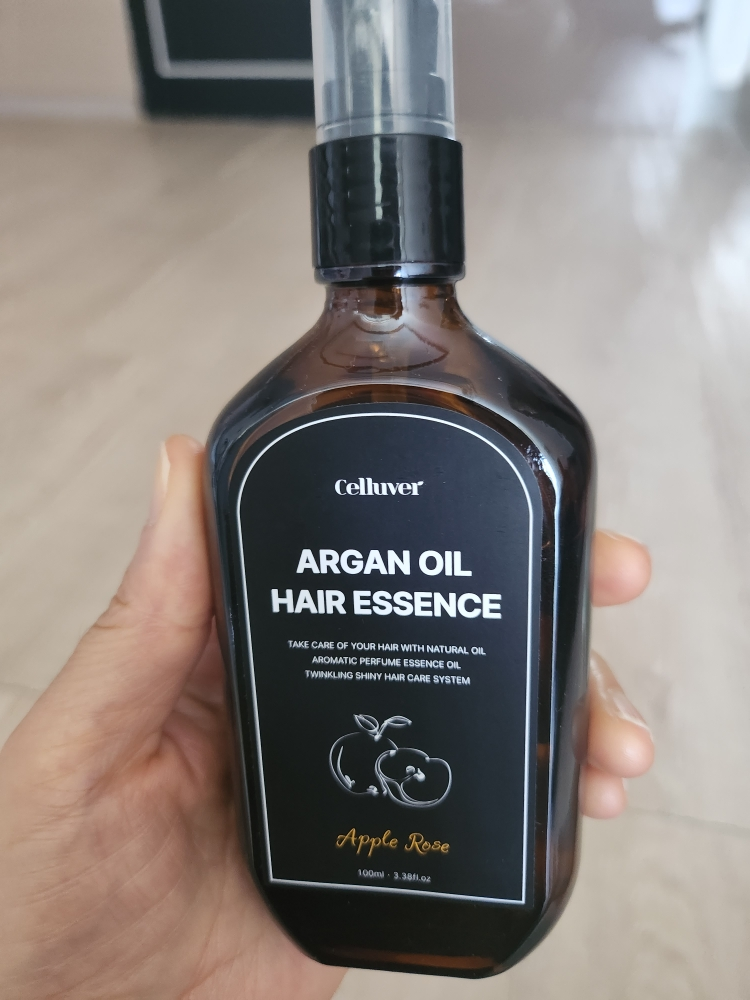 Celluver
ARGAN OIL
HAIR ESSENCE
TAKE CARE OF YOUR HAIR WITH NATURAL OIL
AROMATIC PERFUME ESSENCE OIL
TWINKLING SHINY HAIR CARE SYSTEM
Apple Rose
100ml · 3.38fl.oz